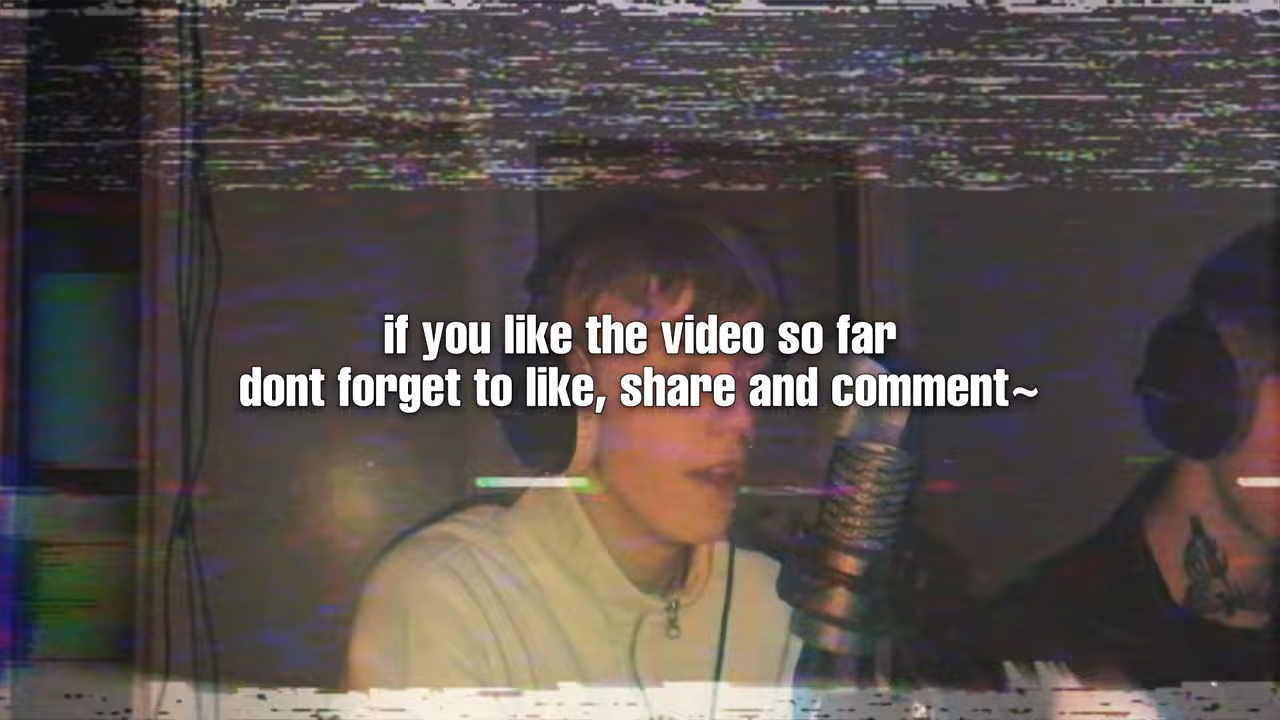 if you like the video so far
dont forget to like, share and comment~